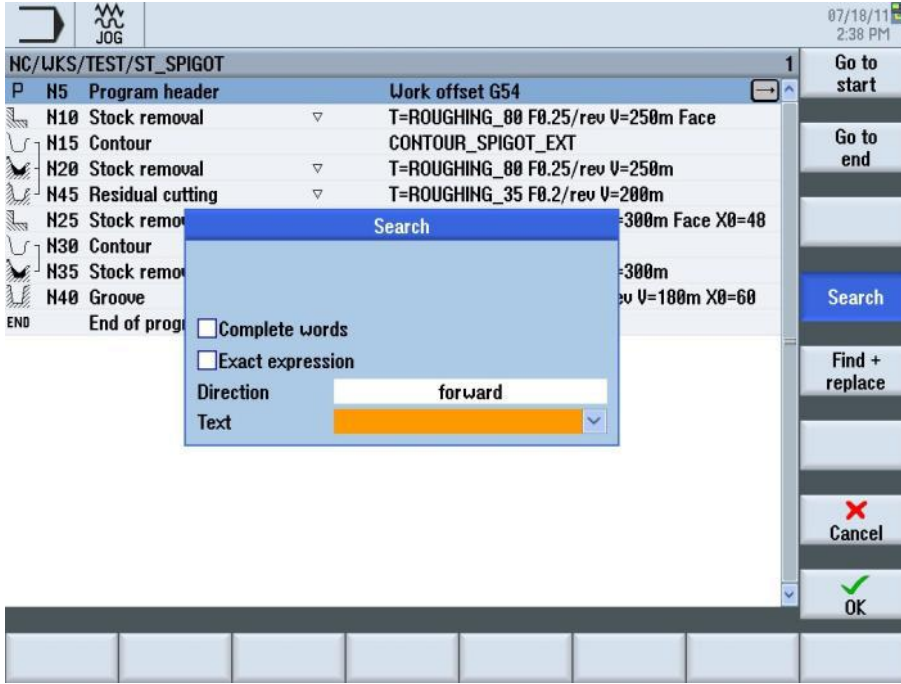 JOG
07/18/11
2:38 PM
NC/WKS/TEST/ST_SPIGOT 1
P N5 Program header Work offset G54
N10 Stock removal ▽ T=ROUGHING_80 F0.25/rev V=250m Face
N15 Contour CONTOUR_SPIGOT_EXT
N20 Stock removal ▽ T=ROUGHING_80 F0.25/rev V=250m
N45 Residual cutting ▽ T=ROUGHING_35 F0.2/rev V=200m
N25 Stock remov =300m Face X0=48
N30 Contour
N35 Stock remov =300m
N40 Groove ev V=180m X0=60
END End of progr
Search
Complete words
Exact expression
Direction forward
Text
Go to
start
Go to
end
Search
Find +
replace
Cancel
OK